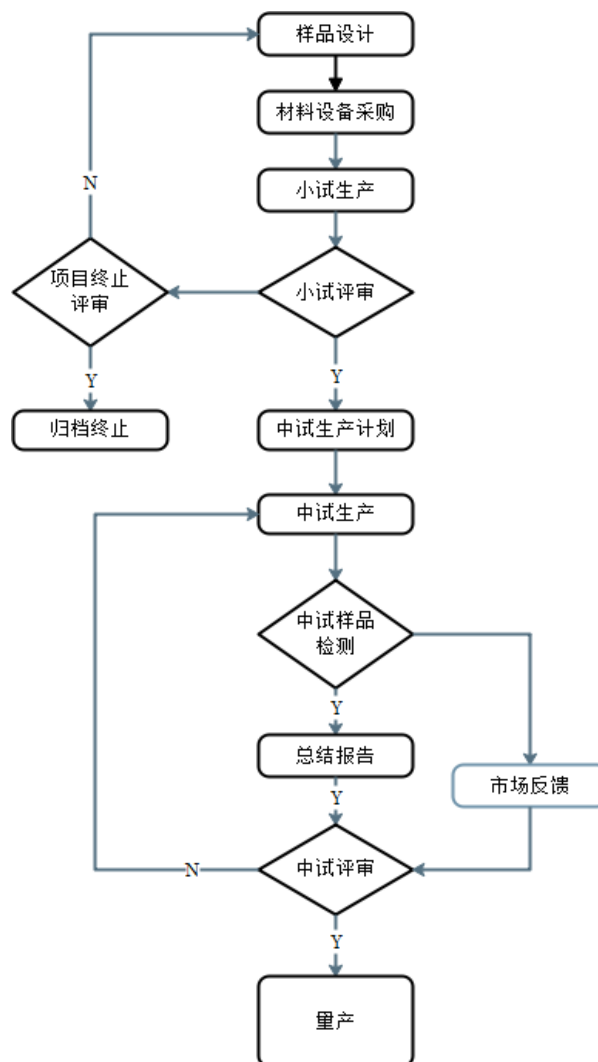 样品设计
材料设备采购
小试生产
N
项目终止
评审
小试评审
Y
Y
归档终止
中试生产计划
中试生产
中试样品
检测
Y
总结报告
市场反馈
Y
N
中试评审
Y
量产